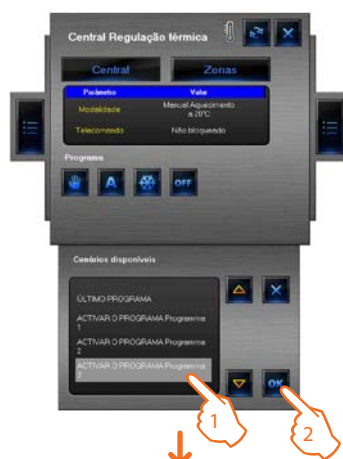 Central Regulação térmica
Central Zonas
Parâmetro Valor
Modalidade Manual Aquecimento
a 20°C
Telecomando Não bloqueado
Programa
A OFF
Cenários disponíveis
ÚLTIMO PROGRAMA
ACTIVAR O PROGRAMA Programma
1
ACTIVAR O PROGRAMA Programma
2
ACTIVAR O PROGRAMA Programma
3
OK
1
2